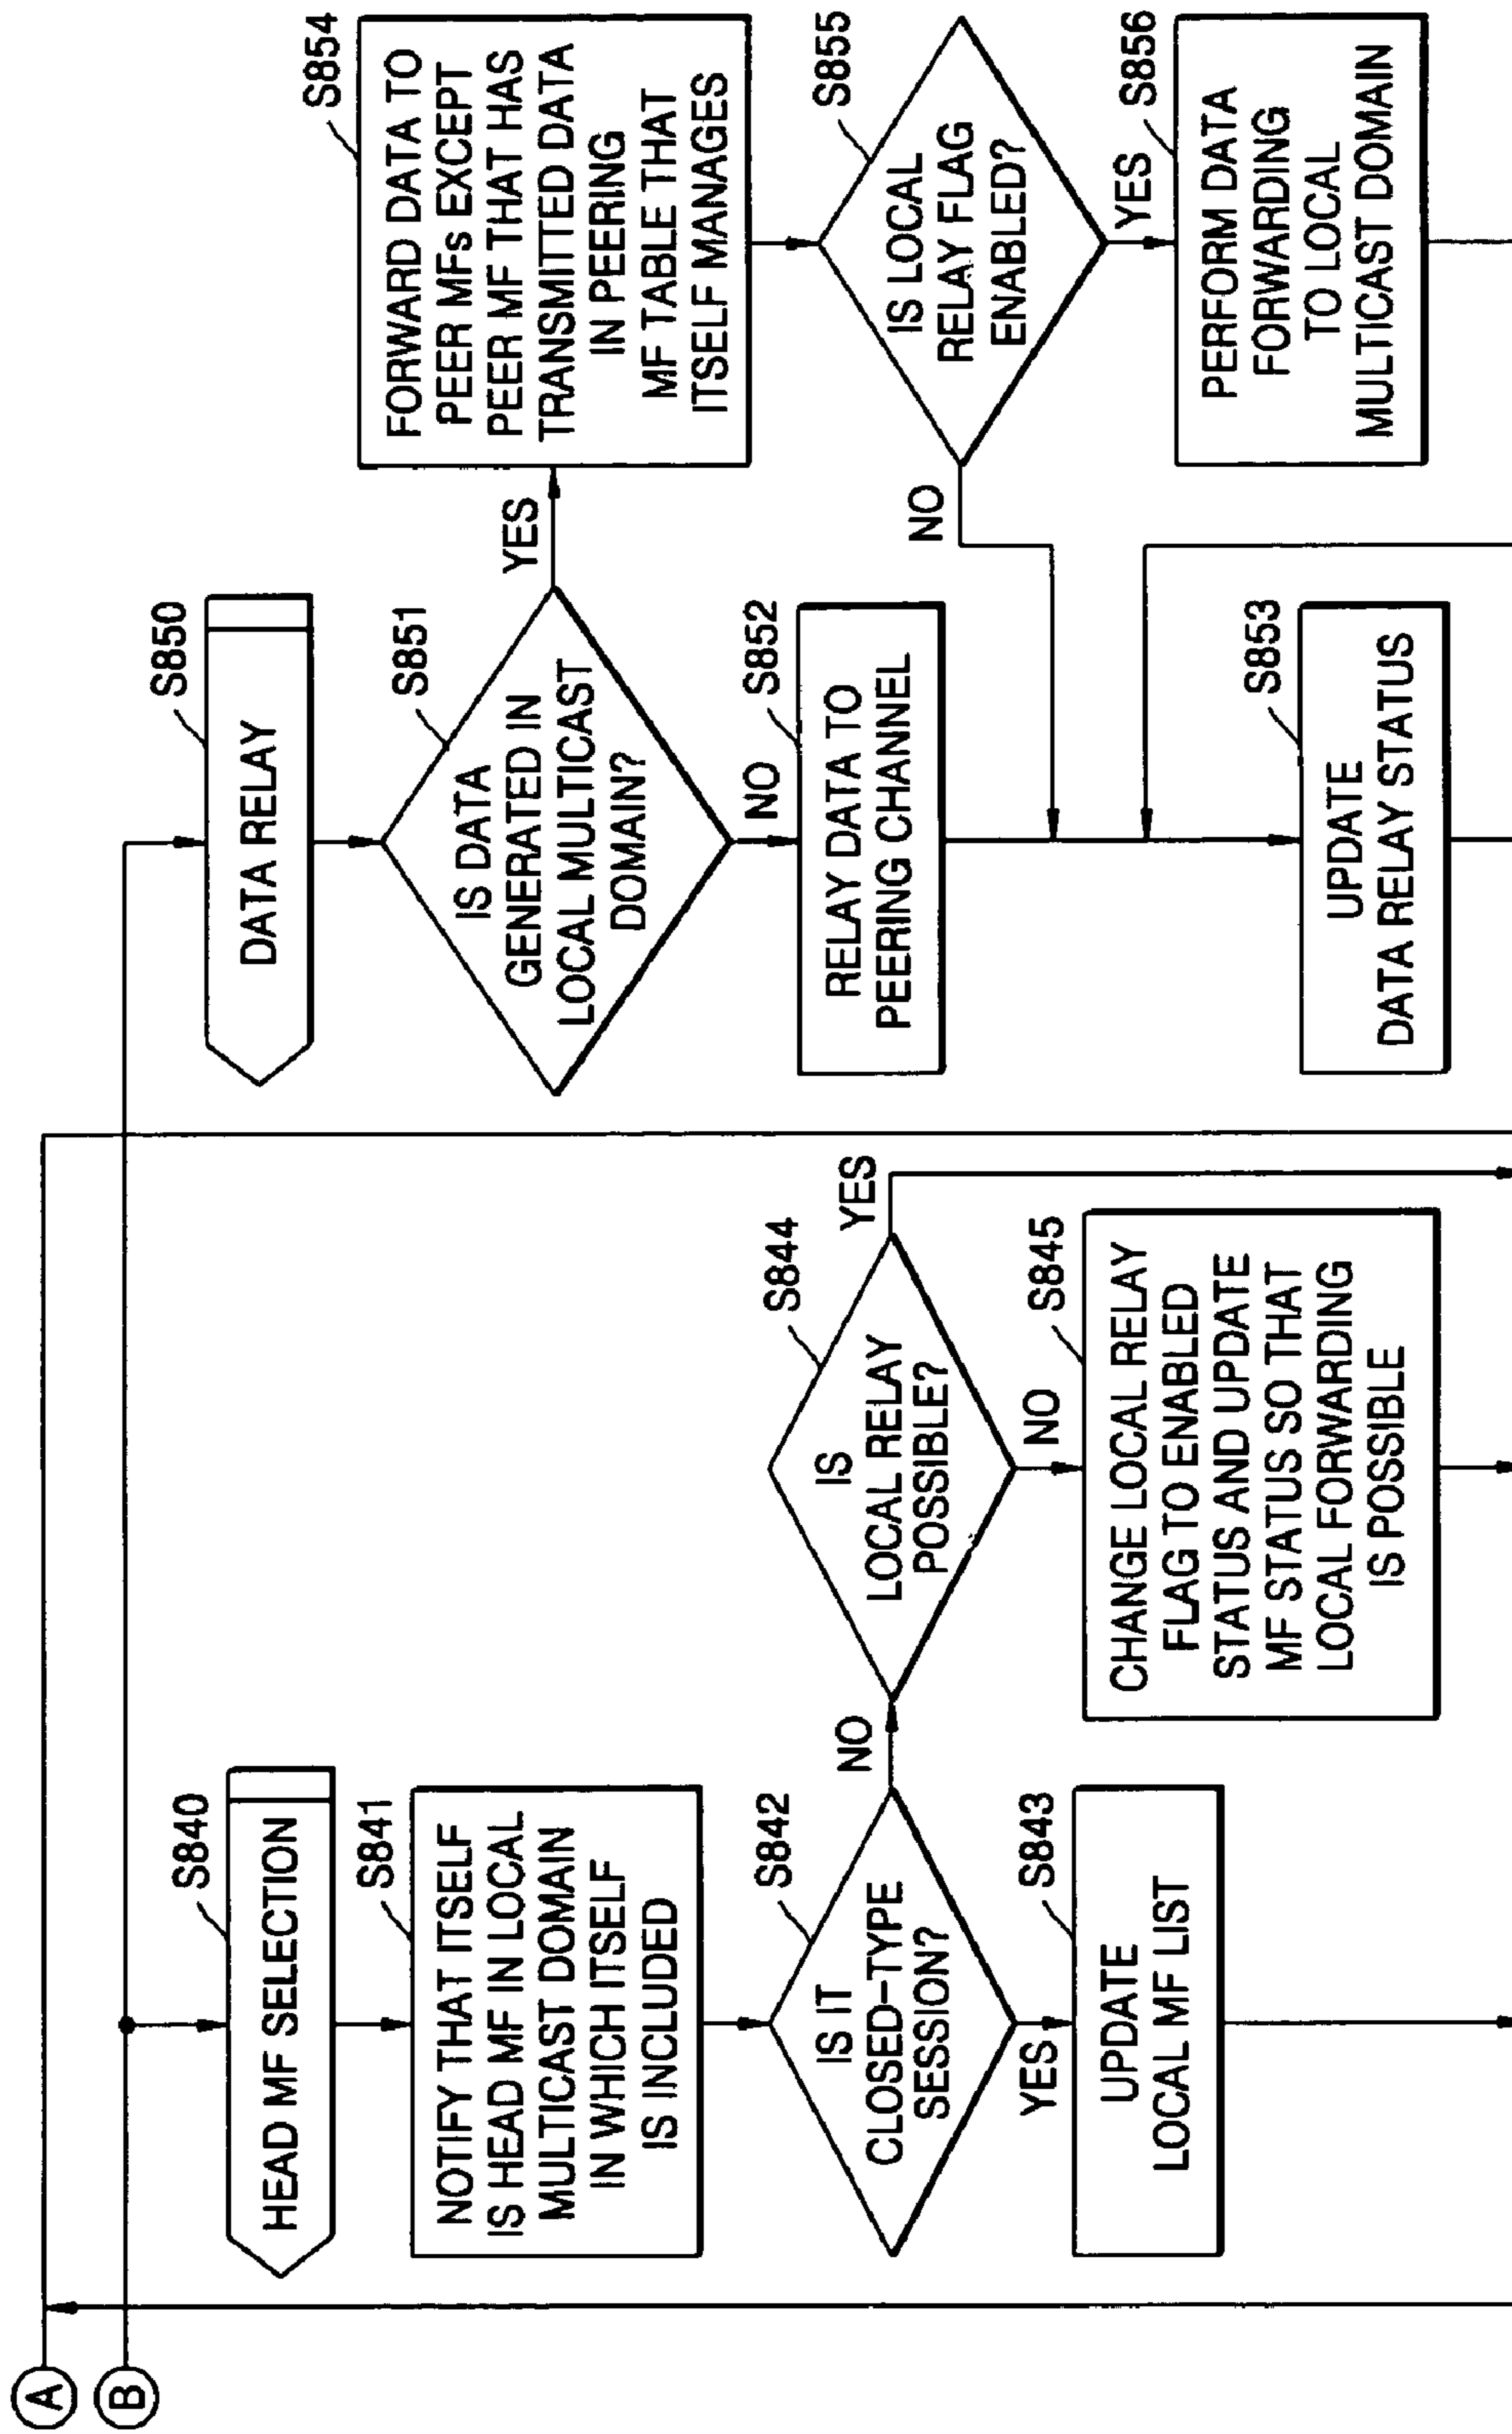 A
B
S840
HEAD MF SELECTION
S841
NOTIFY THAT ITSELF
IS HEAD MF IN LOCAL
MULTICAST DOMAIN
IN WHICH ITSELF
IS INCLUDED
S842
IS IT
CLOSED-TYPE
SESSION?
YES
NO
S843
UPDATE
LOCAL MF LIST
S844
IS
LOCAL RELAY
POSSIBLE?
YES
NO
S845
CHANGE LOCAL RELAY
FLAG TO ENABLED
STATUS AND UPDATE
MF STATUS SO THAT
LOCAL FORWARDING
IS POSSIBLE
S850
DATA RELAY
S851
IS DATA
GENERATED IN
LOCAL MULTICAST
DOMAIN?
YES
NO
S852
RELAY DATA TO
PEERING CHANNEL
S853
UPDATE
DATA RELAY STATUS
S854
FORWARD DATA TO
PEER MFs EXCEPT
PEER MF THAT HAS
TRANSMITTED DATA
IN PEERING
MF TABLE THAT
ITSELF MANAGES
S855
IS LOCAL
RELAY FLAG
ENABLED?
NO
YES
S856
PERFORM DATA
FORWARDING
TO LOCAL
MULTICAST DOMAIN